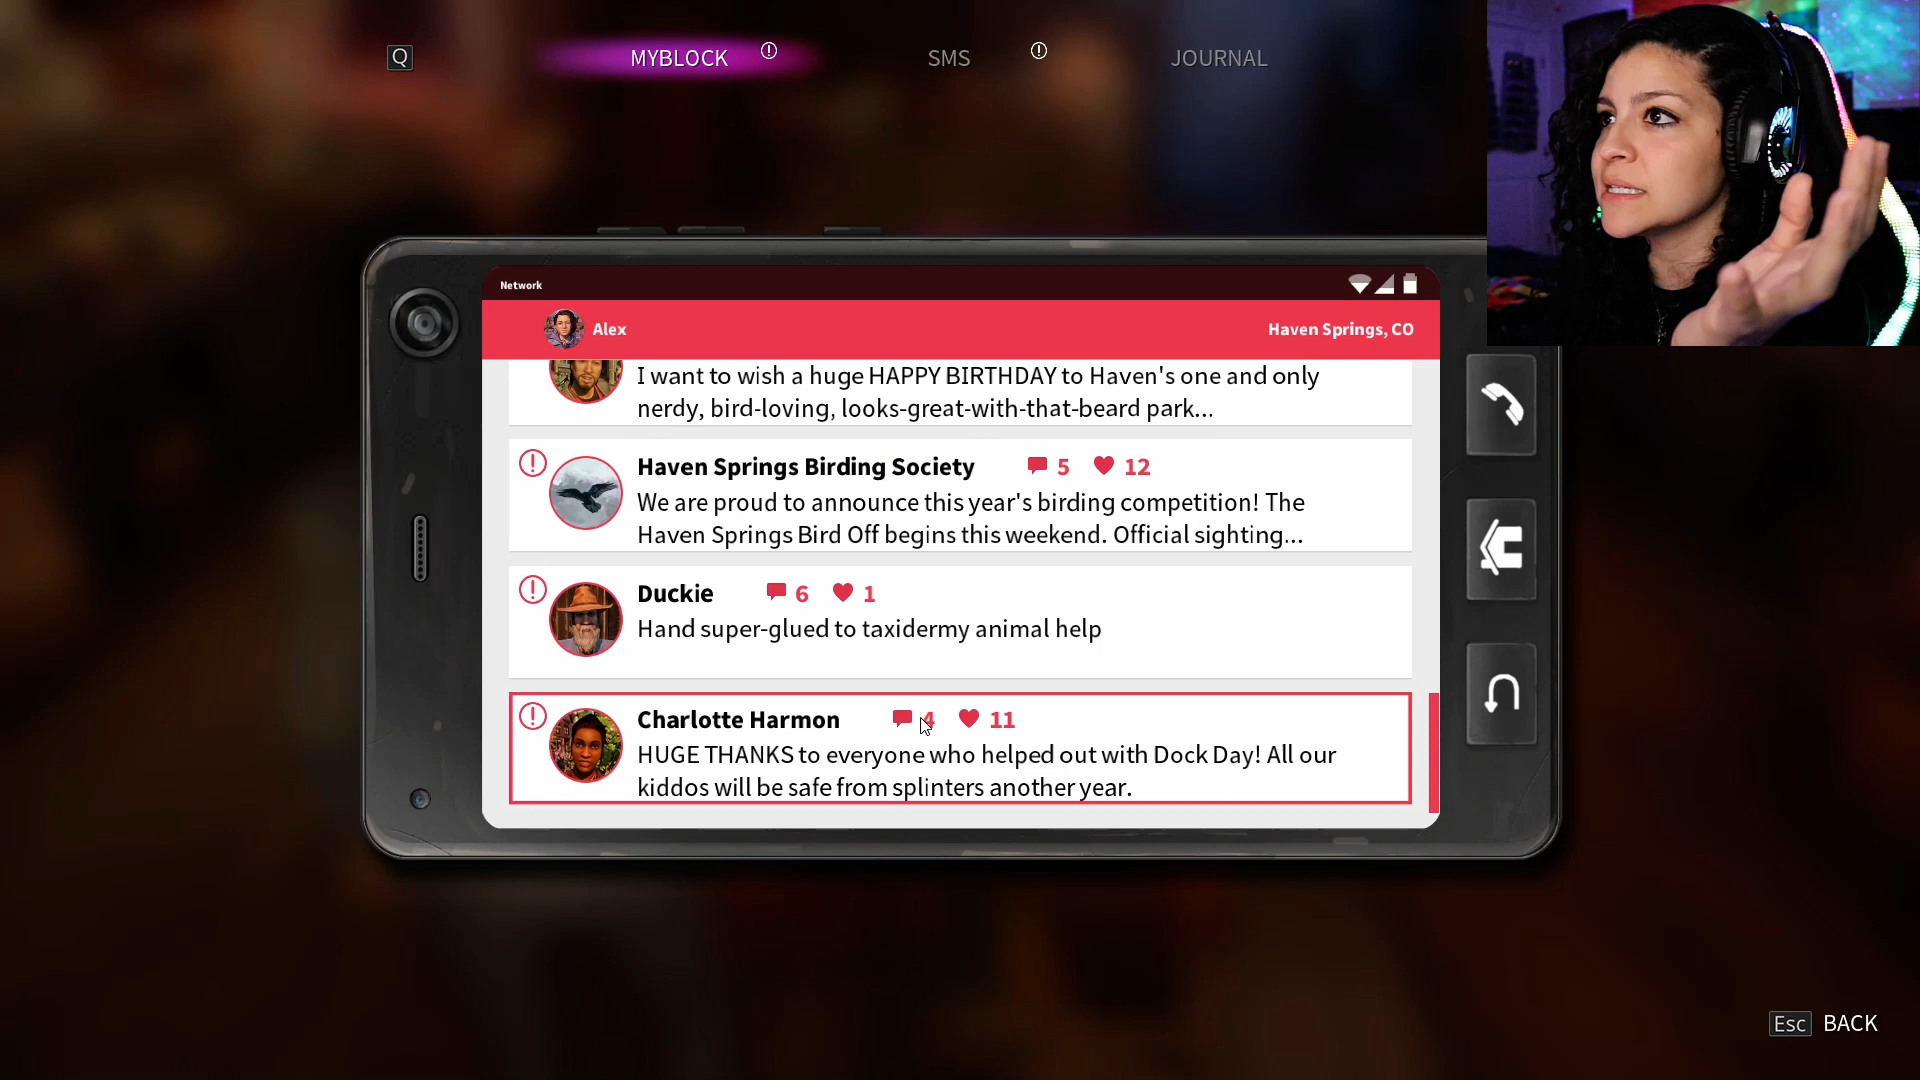 Q
MYBLOCK
SMS
JOURNAL
Network
Alex
Haven Springs, CO
I want to wish a huge HAPPY BIRTHDAY to Haven's one and only
nerdy, bird-loving, looks-great-with-that-beard park...
Haven Springs Birding Society 5 12
We are proud to announce this year's birding competition! The
Haven Springs Bird Off begins this weekend. Official sighting...
Duckie 6 1
Hand super-glued to taxidermy animal help
Charlotte Harmon 4 11
HUGE THANKS to everyone who helped out with Dock Day! All our
kiddos will be safe from splinters another year.
Esc BACK